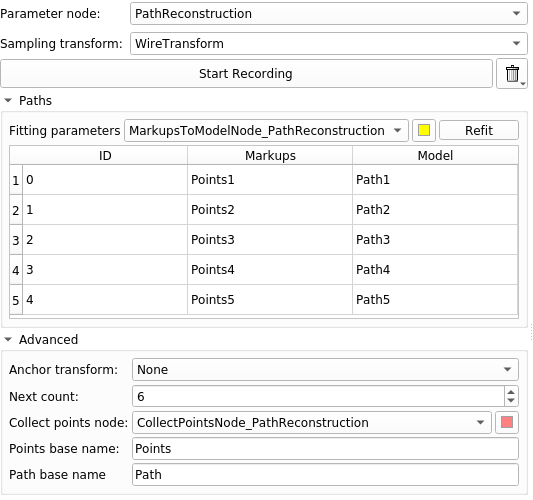 Parameter node: PathReconstruction
Sampling transform: WireTransform
Start Recording
Paths
Fitting parameters MarkupsToModelNode_PathReconstruction Refit
ID Markups Model
1 0 Points1 Path1
2 1 Points2 Path2
3 2 Points3 Path3
4 3 Points4 Path4
5 4 Points5 Path5
Advanced
Anchor transform: None
Next count: 6
Collect points node: CollectPointsNode_PathReconstruction
Points base name: Points
Path base name Path